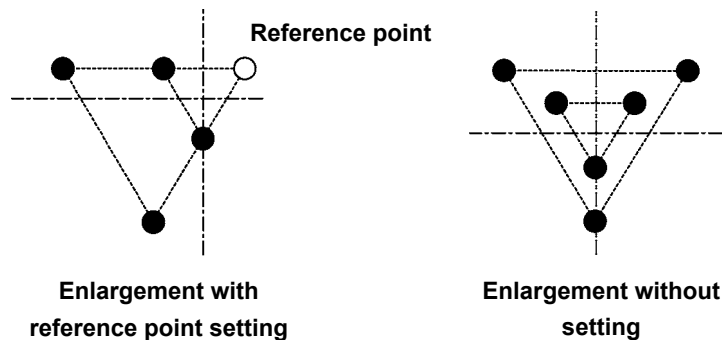 Reference point
Enlargement with
reference point setting
Enlargement without
setting